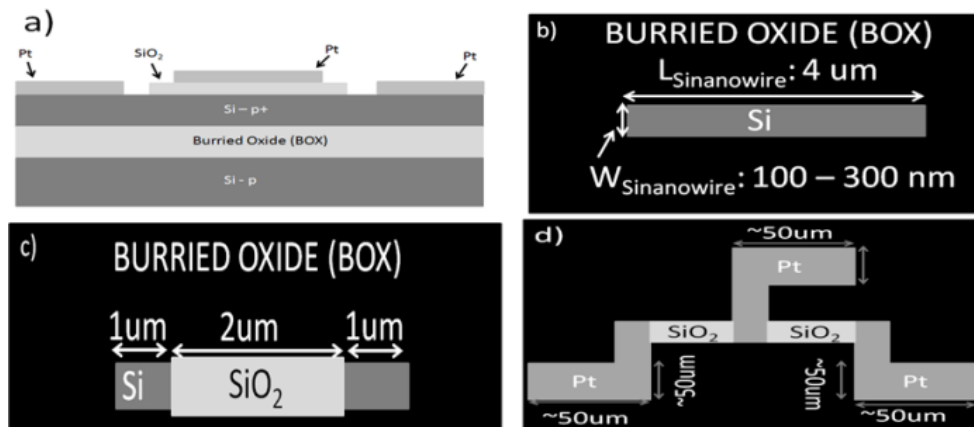 a)
Pt
SiO2
Pt
Pt
Si – p+
Burried Oxide (BOX)
Si - p
b)
BURRIED OXIDE (BOX)
LSinanowire: 4 um
Si
WSinanowire: 100 – 300 nm
c)
BURRIED OXIDE (BOX)
1um 2um 1um
Si SiO2
d)
~50um
Pt
SiO2 SiO2
Pt ~50um ~50um Pt
~50um ~50um